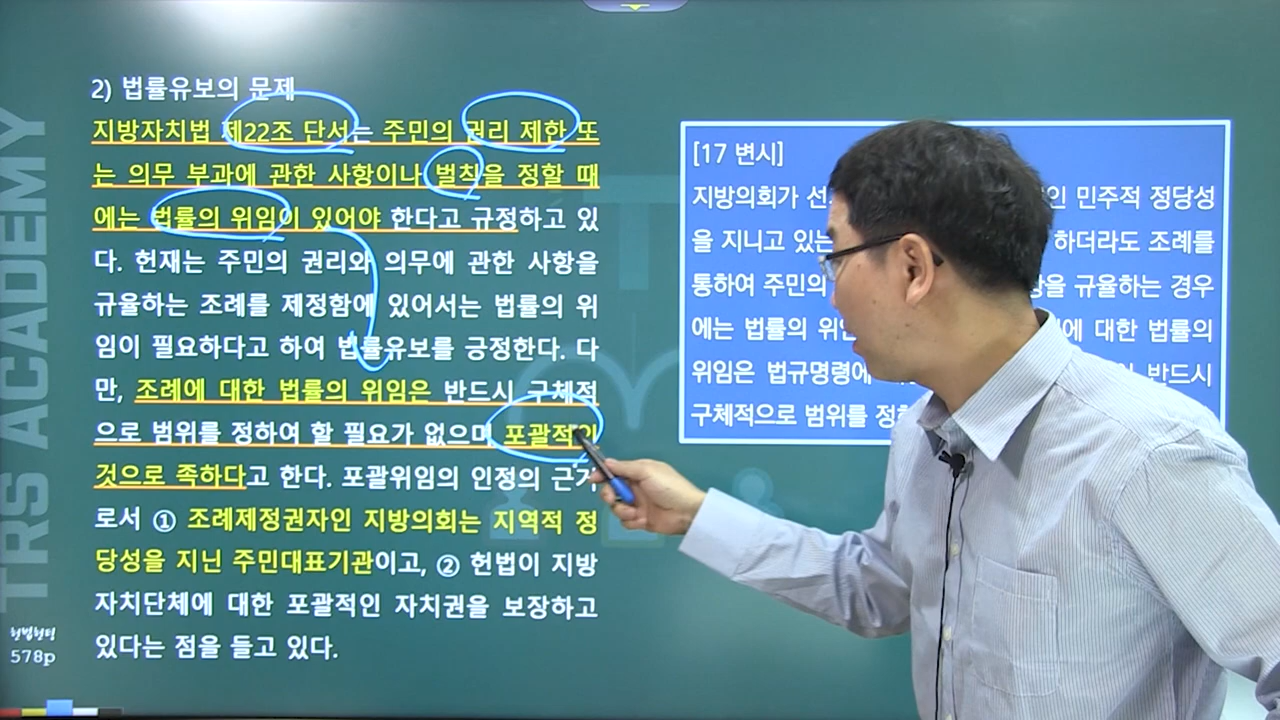 2) 법률유보의 문제
지방자치법 제22조 단서는 주민의 권리 제한 또
는 의무 부과에 관한 사항이나 벌칙을 정할 때
에는 법률의 위임이 있어야 한다고 규정하고 있
다. 헌재는 주민의 권리와 의무에 관한 사항을
규율하는 조례를 제정함에 있어서는 법률의 위
임이 필요하다고 하여 법률유보를 긍정한다. 다
만, 조례에 대한 법률의 위임은 반드시 구체적
으로 범위를 정하여 할 필요가 없으며 포괄적인
것으로 족하다고 한다. 포괄위임의 인정의 근거
로서 ① 조례제정권자인 지방의회는 지역적 정
당성을 지닌 주민대표기관이고, ② 헌법이 지방
자치단체에 대한 포괄적인 자치권을 보장하고
있다는 점을 들고 있다.
[17 변시]
지방의회가 인 민주적 정당성
을 지니고 있는 하더라도 조례를
통하여 주민의 규율하는 경우
에는 법률의 대한 법률의
위임은 법규명령에 반드시
구체적으로 범위를
TRS ACADEMY
578p